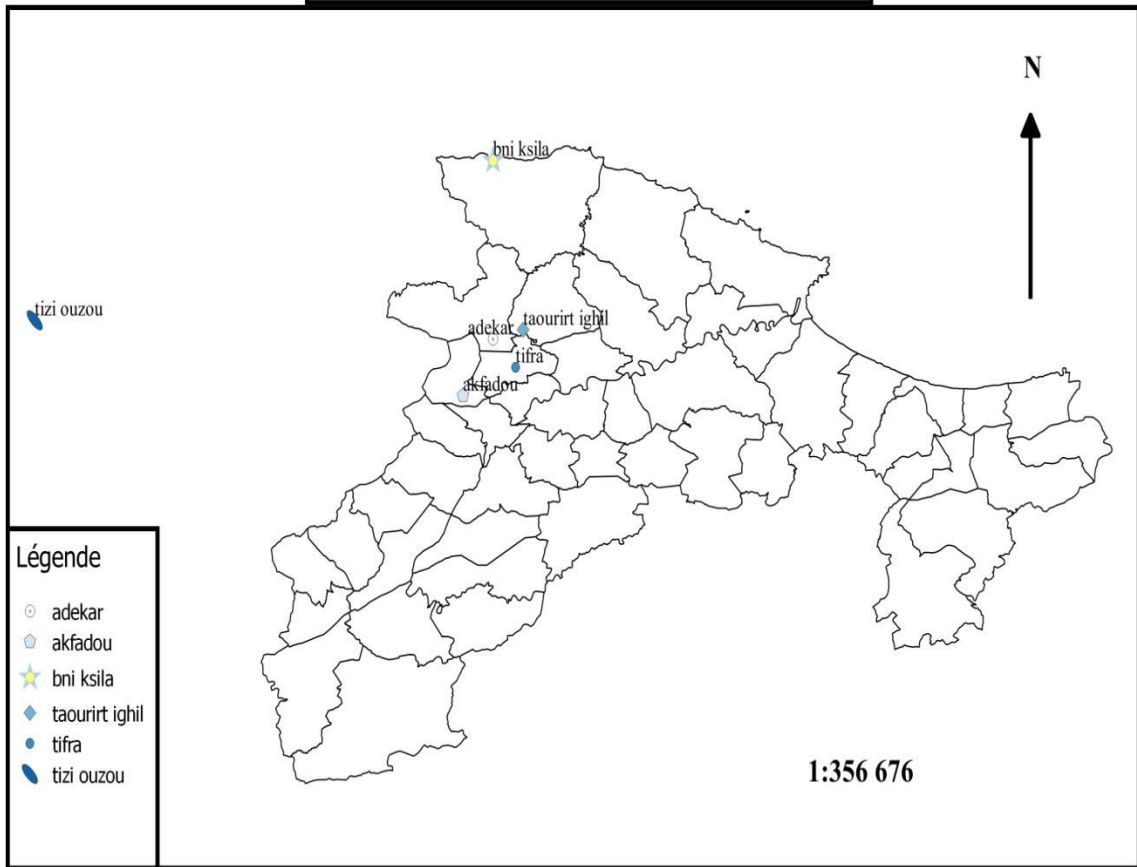 N
bni ksila
tizi ouzou
taourirt ighil
adekar
tifra
akfadou
Légende
adekar
akfadou
bni ksila
taourirt ighil
tifra
tizi ouzou
1:356 676